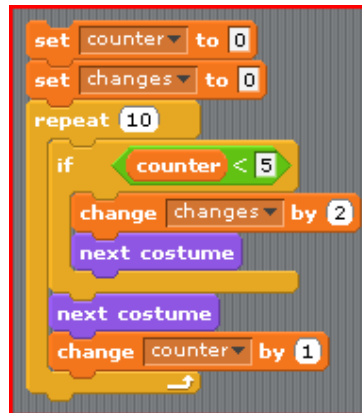 set counter to 0
set changes to 0
repeat 10
if counter < 5
change changes by 2
next costume
next costume
change counter by 1